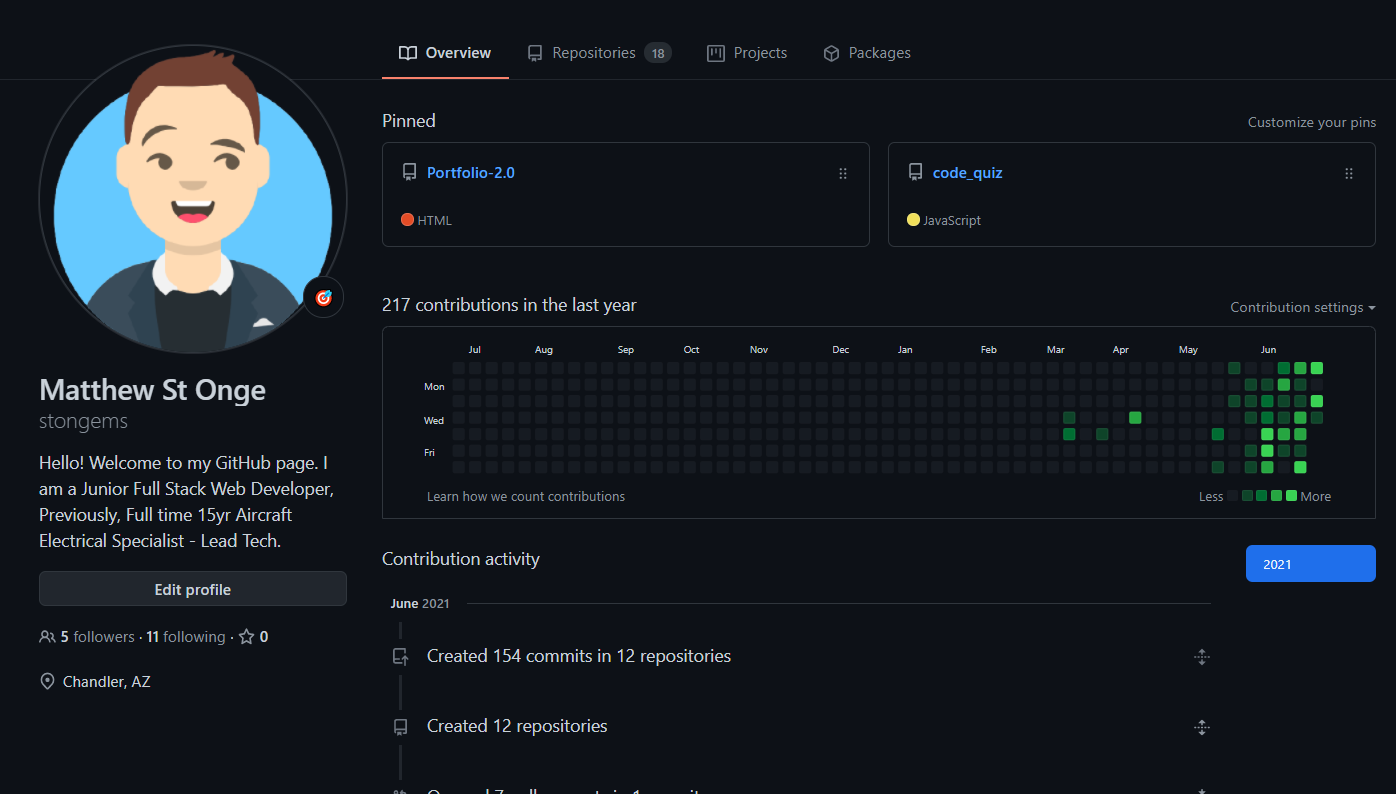 Overview
Repositories 18
Projects
Packages
Matthew St Onge
stongems
Hello! Welcome to my GitHub page. I
am a Junior Full Stack Web Developer,
Previously, Full time 15yr Aircraft
Electrical Specialist - Lead Tech.
Edit profile
5 followers · 11 following · 0
Chandler, AZ
Pinned
Customize your pins
Portfolio-2.0
HTML
code_quiz
JavaScript
217 contributions in the last year
Contribution settings
Jul Aug Sep Oct Nov Dec Jan Feb Mar Apr May Jun
Mon
Wed
Fri
Learn how we count contributions
Less More
Contribution activity
2021
June 2021
Created 154 commits in 12 repositories
Created 12 repositories